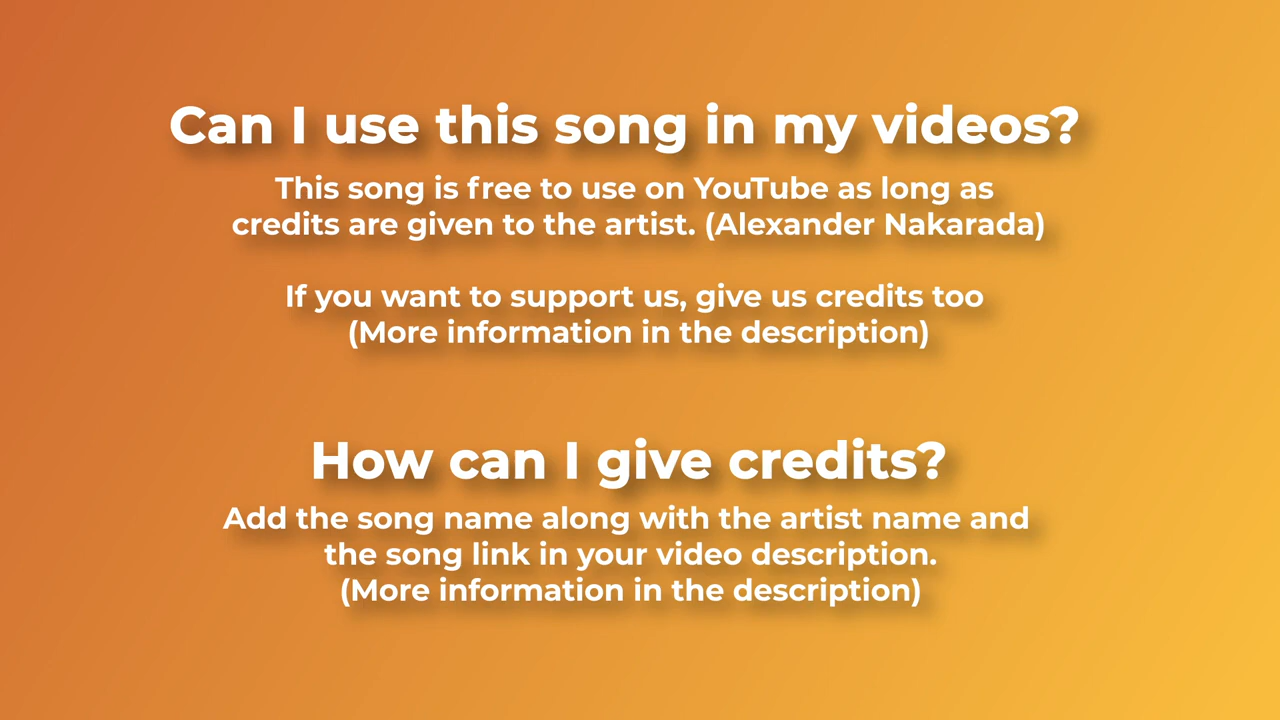 Can I use this song in my videos?
This song is free to use on YouTube as long as
credits are given to the artist. (Alexander Nakarada)
If you want to support us, give us credits too
(More information in the description)
How can I give credits?
Add the song name along with the artist name and
the song link in your video description.
(More information in the description)